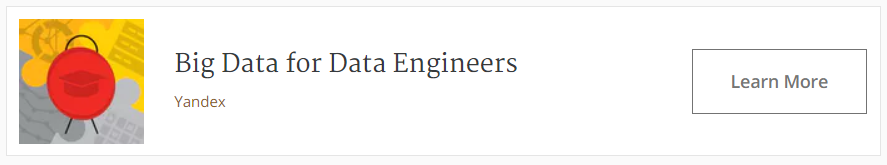 Big Data for Data Engineers
Yandex
Learn More